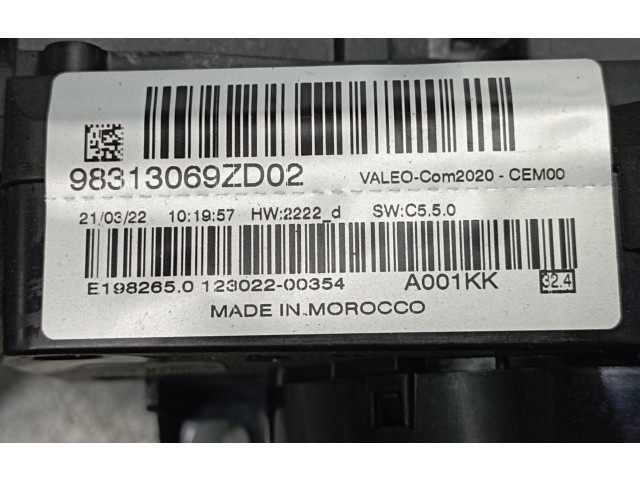 98313069ZD02 VALEO-Com2020 - CEM00
21/03/22 10:19:57 HW:2222_d SW:C5.5.0
E198265.0 123022-00354 A001KK 32.4
MADE IN MOROCCO